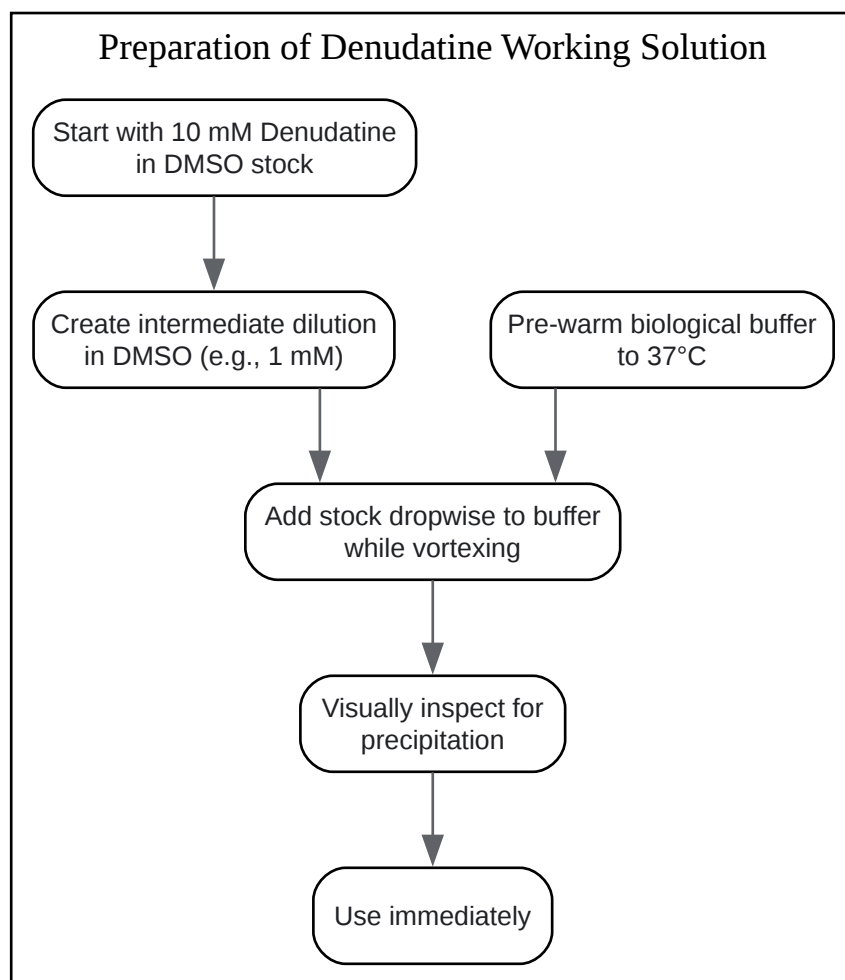 Preparation of Denudatine Working Solution
Start with 10 mM Denudatine
in DMSO stock
Create intermediate dilution
in DMSO (e.g., 1 mM)
Pre-warm biological buffer
to 37°C
Add stock dropwise to buffer
while vortexing
Visually inspect for
precipitation
Use immediately